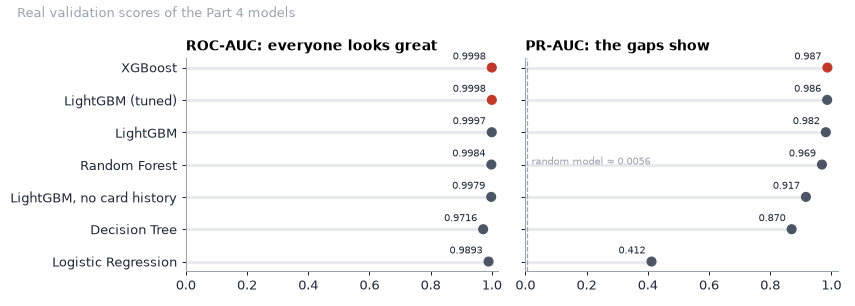 Real validation scores of the Part 4 models
ROC-AUC: everyone looks great
PR-AUC: the gaps show
XGBoost 0.9998 0.987
LightGBM (tuned) 0.9998 0.986
LightGBM 0.9997 0.982
Random Forest 0.9984 random model ≈ 0.0056 0.969
LightGBM, no card history 0.9979 0.917
Decision Tree 0.9716 0.870
Logistic Regression 0.9893 0.412
0.0 0.2 0.4 0.6 0.8 1.0 0.0 0.2 0.4 0.6 0.8 1.0